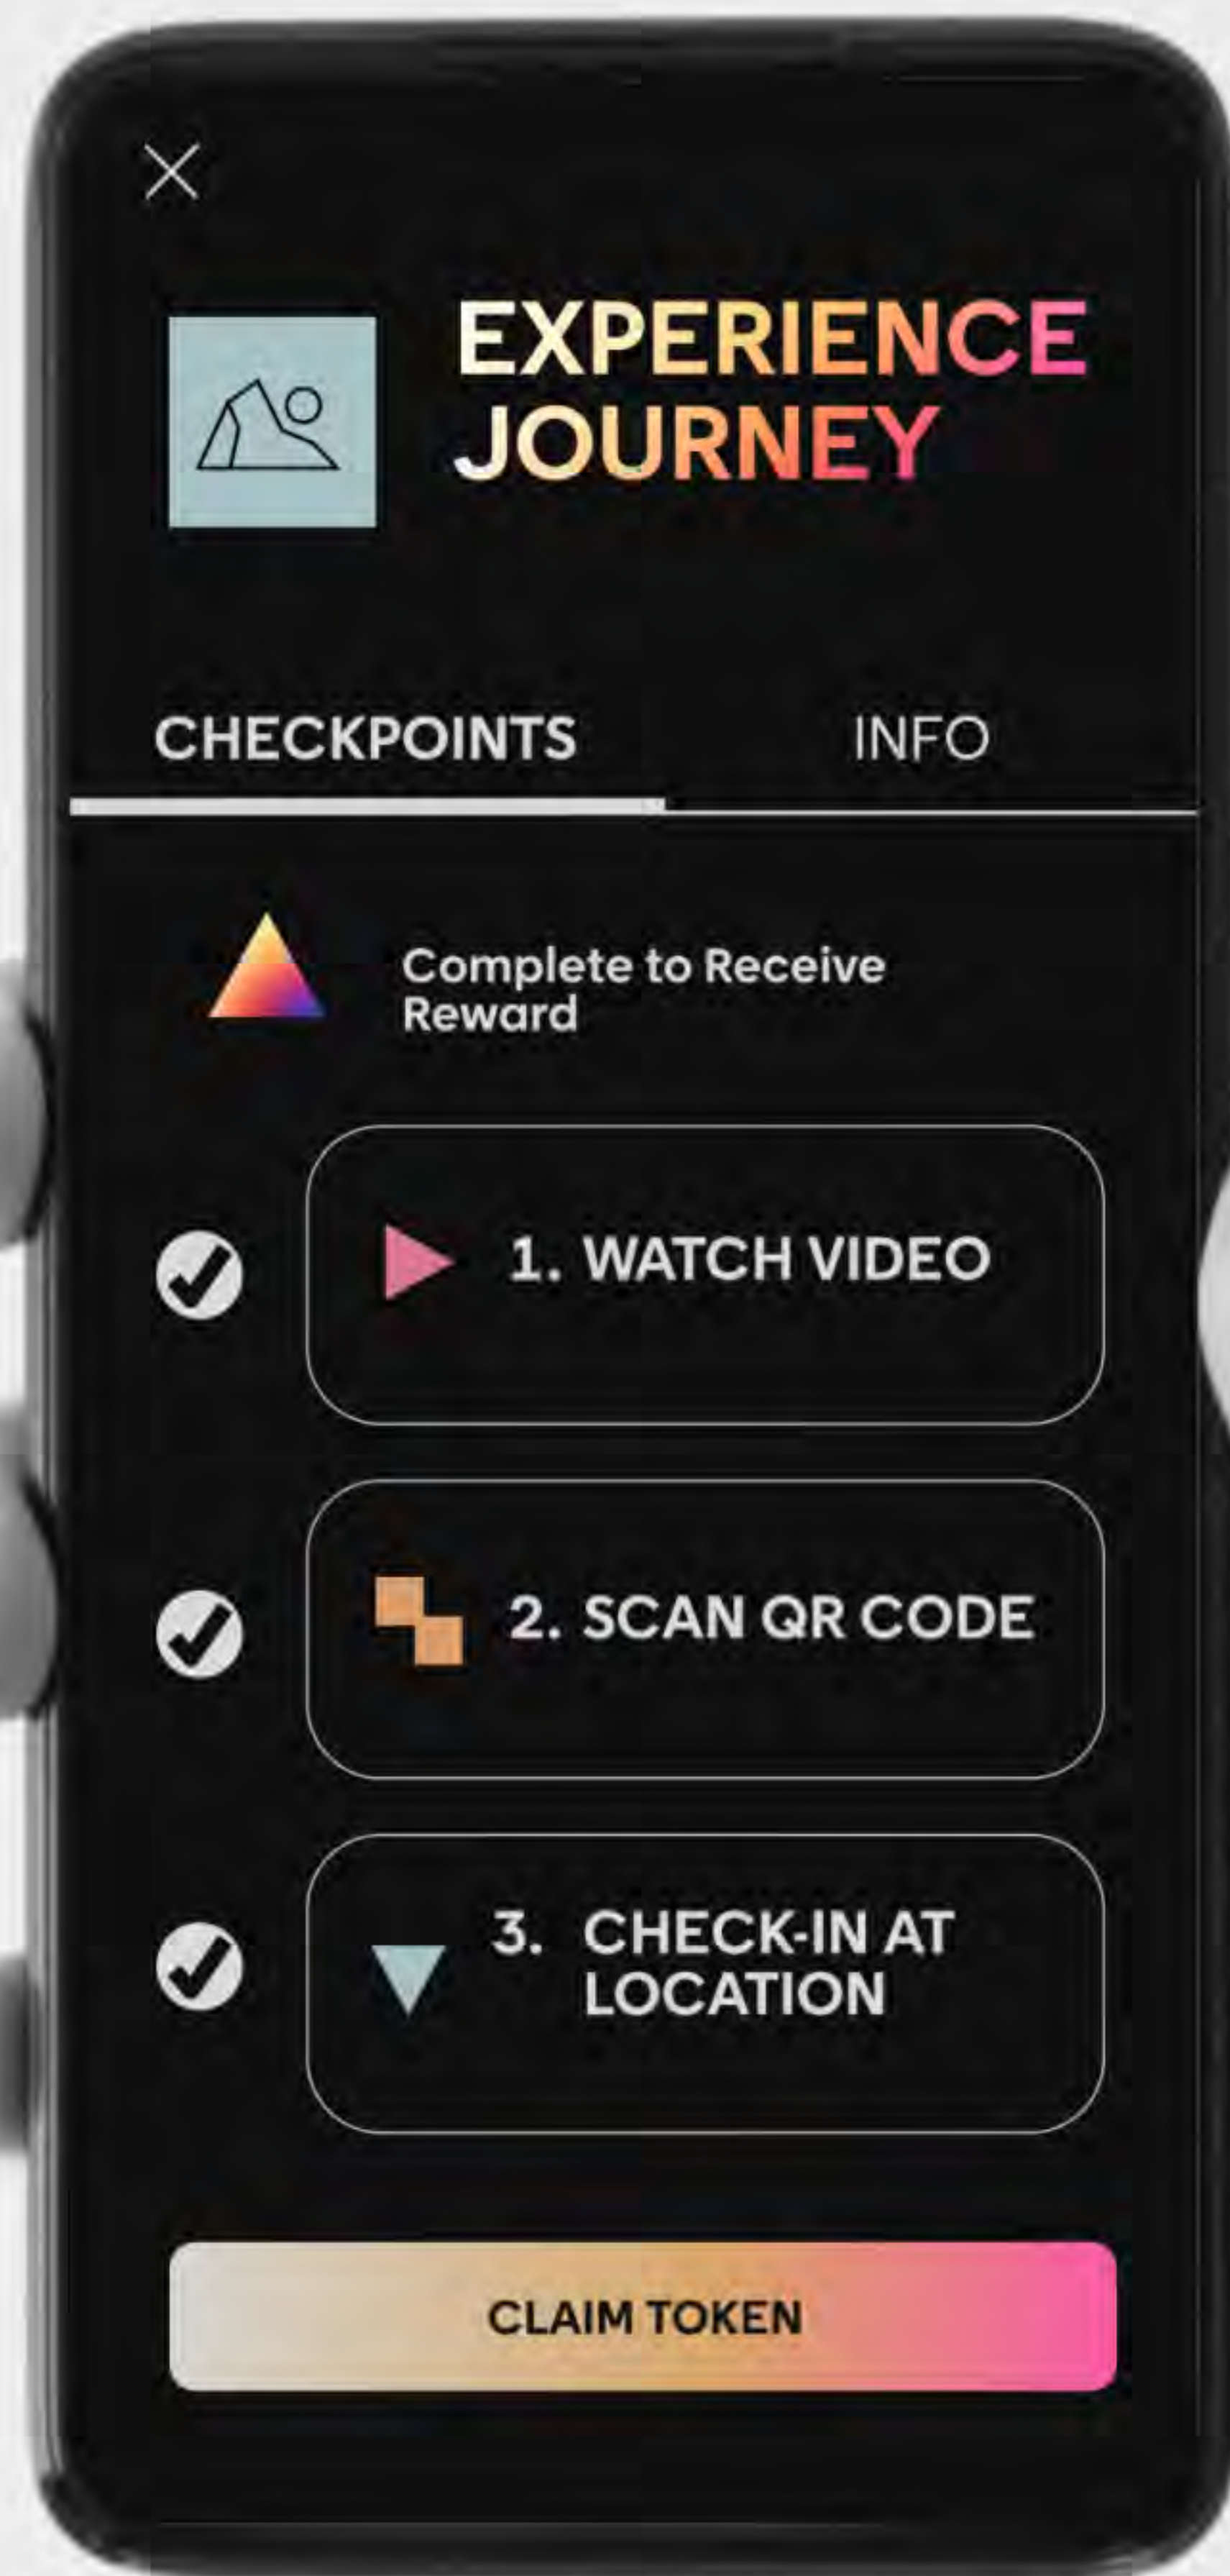 EXPERIENCE
JOURNEY
CHECKPOINTS
INFO
Complete to Receive
Reward
1. WATCH VIDEO
2. SCAN QR CODE
3. CHECK-IN AT
LOCATION
CLAIM TOKEN